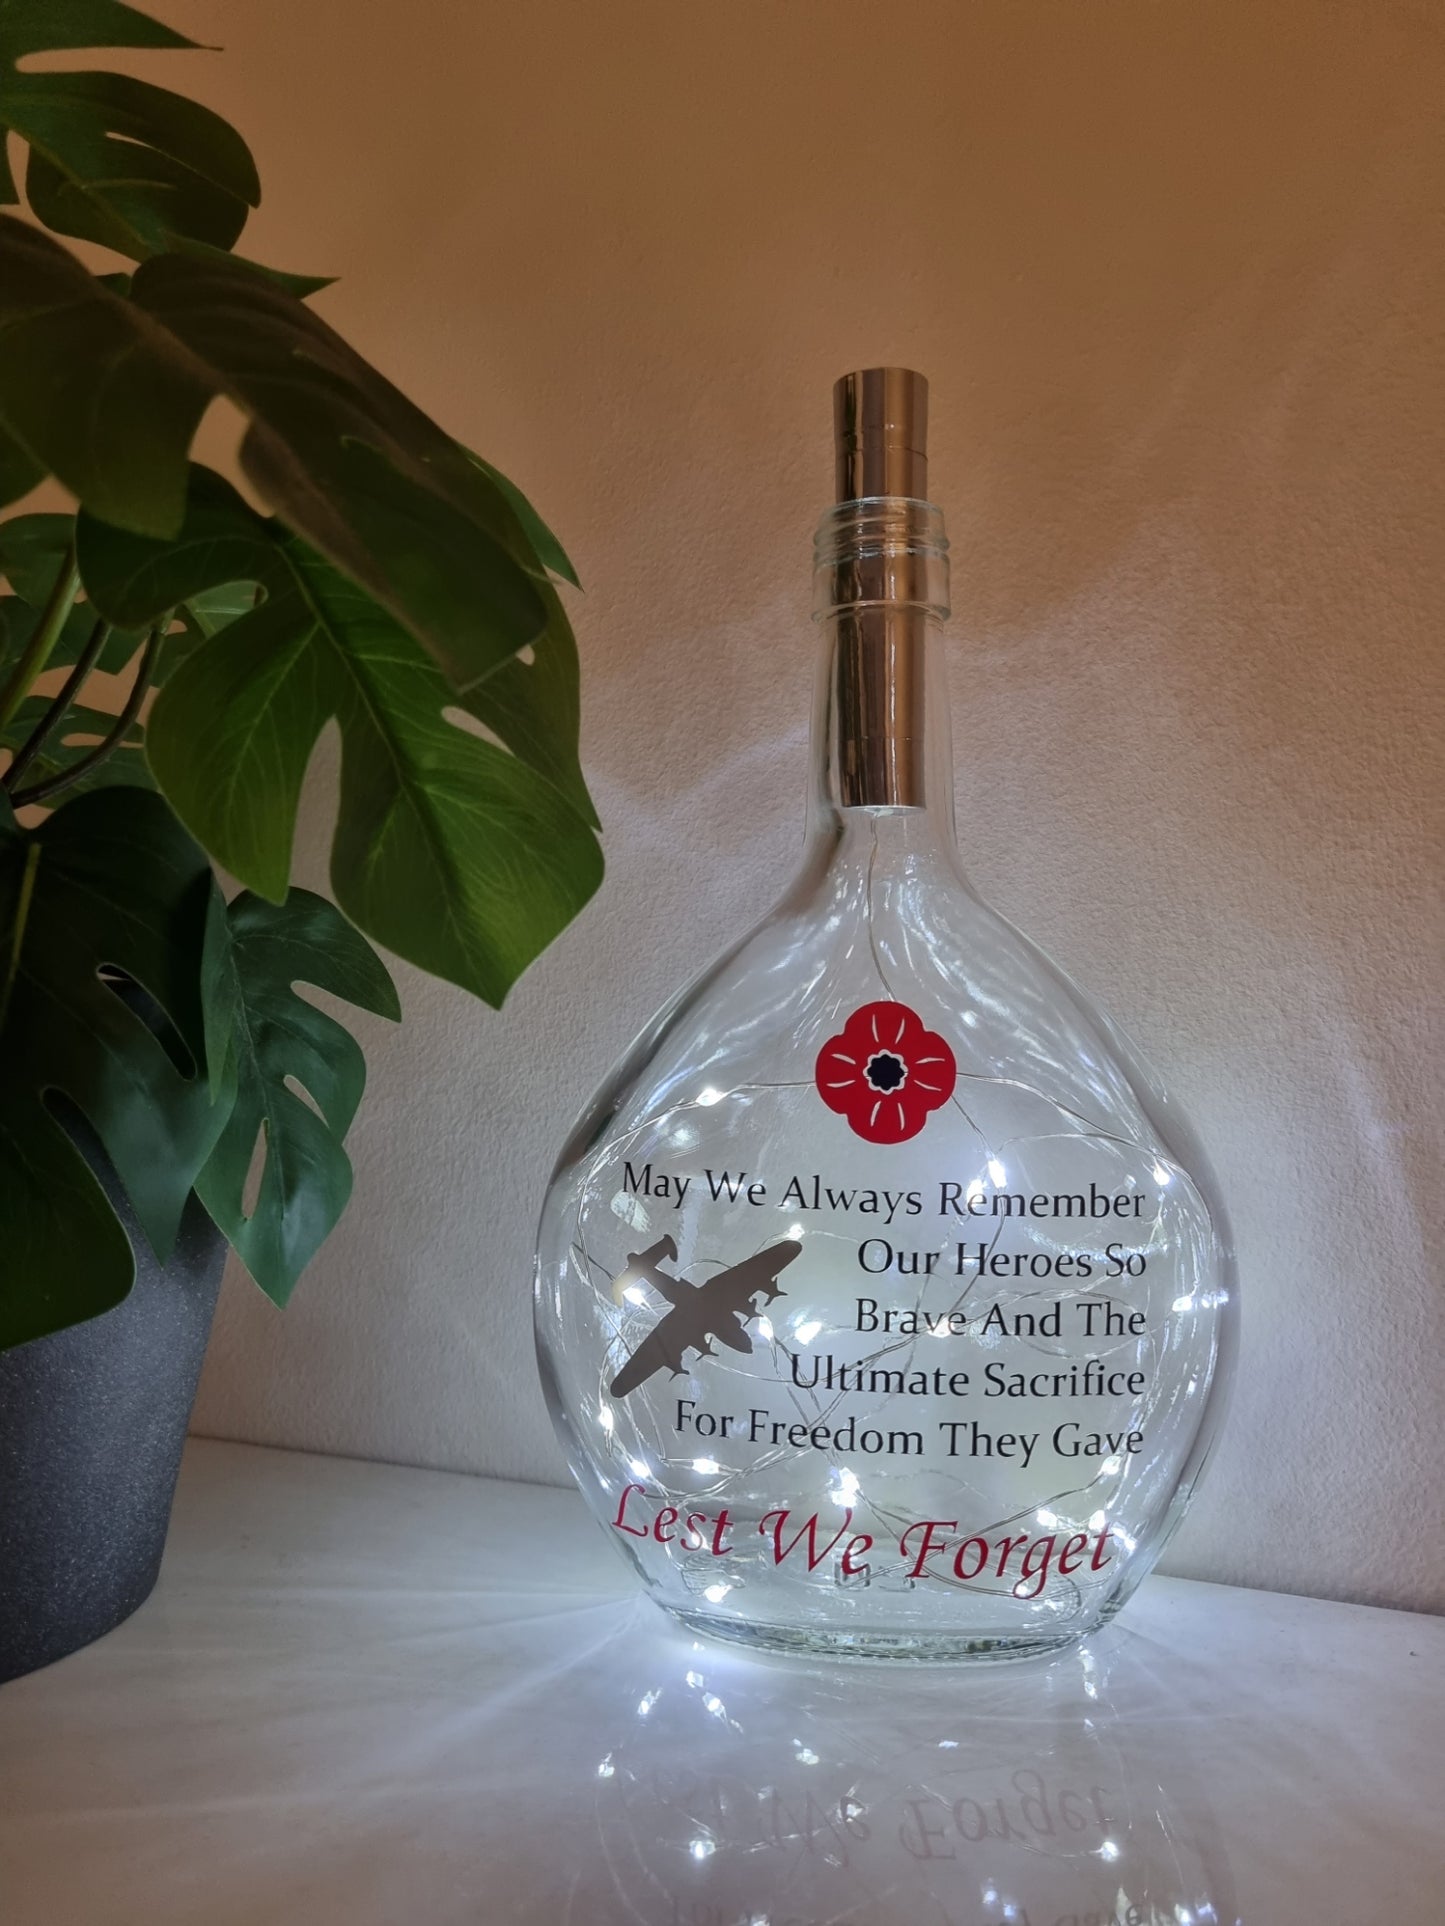 May We Always Remember
Our Heroes So
Brave And The
Ultimate Sacrifice
For Freedom They Gave
Lest We Forget